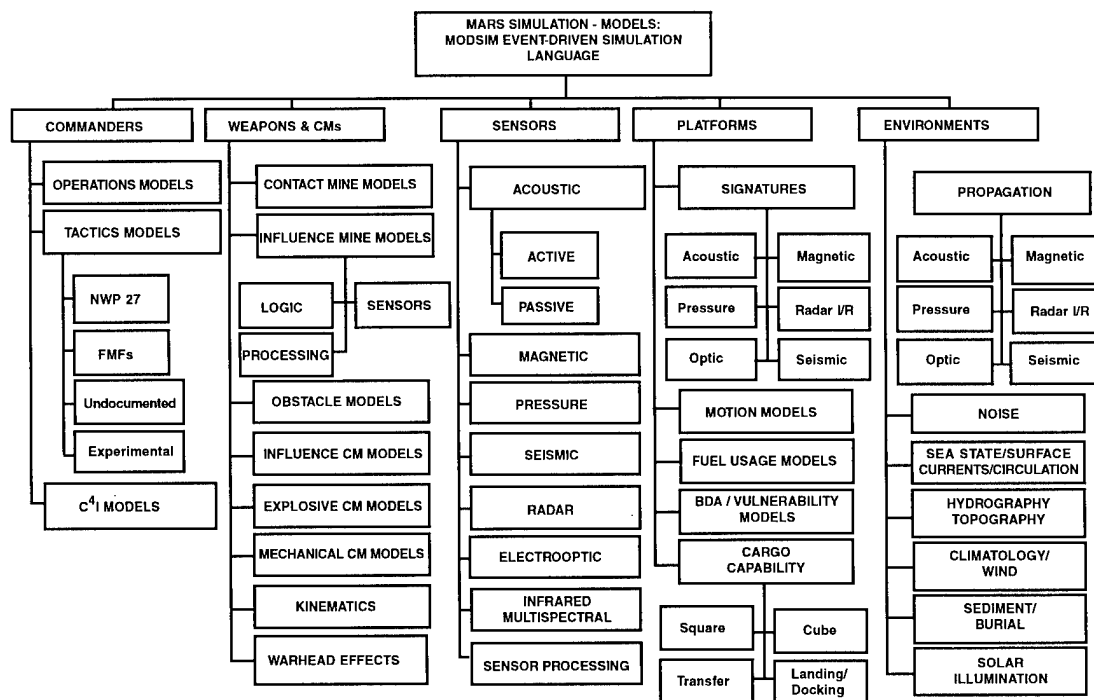 MARS SIMULATION - MODELS:
MODSIM EVENT-DRIVEN SIMULATION
LANGUAGE
COMMANDERS
OPERATIONS MODELS
TACTICS MODELS
NWP 27
FMFs
Undocumented
Experimental
C⁴I MODELS
WEAPONS & CMs
CONTACT MINE MODELS
INFLUENCE MINE MODELS
LOGIC
SENSORS
PROCESSING
OBSTACLE MODELS
INFLUENCE CM MODELS
EXPLOSIVE CM MODELS
MECHANICAL CM MODELS
KINEMATICS
WARHEAD EFFECTS
SENSORS
ACOUSTIC
ACTIVE
PASSIVE
MAGNETIC
PRESSURE
SEISMIC
RADAR
ELECTROOPTIC
INFRARED
MULTISPECTRAL
SENSOR PROCESSING
PLATFORMS
SIGNATURES
Acoustic
Magnetic
Pressure
Radar I/R
Optic
Seismic
MOTION MODELS
FUEL USAGE MODELS
BDA / VULNERABILITY
MODELS
CARGO
CAPABILITY
Square
Cube
Transfer
Landing/
Docking
ENVIRONMENTS
PROPAGATION
Acoustic
Magnetic
Pressure
Radar I/R
Optic
Seismic
NOISE
SEA STATE/SURFACE
CURRENTS/CIRCULATION
HYDROGRAPHY
TOPOGRAPHY
CLIMATOLOGY/
WIND
SEDIMENT/
BURIAL
SOLAR
ILLUMINATION